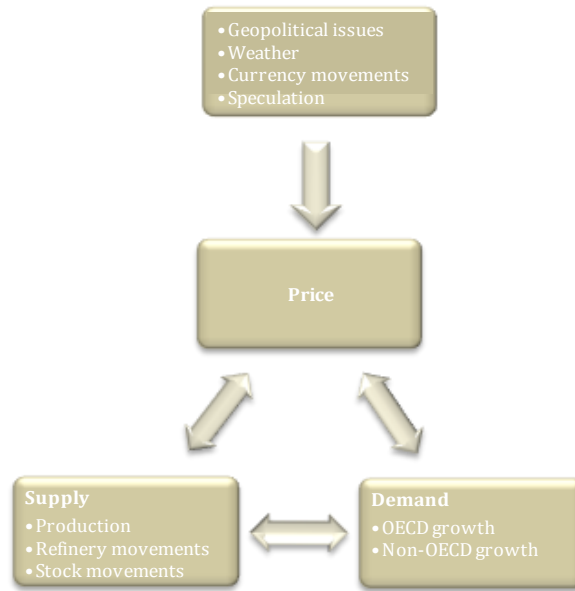 • Geopolitical issues
• Weather
• Currency movements
• Speculation
Price
Supply
• Production
• Refinery movements
• Stock movements
Demand
• OECD growth
• Non-OECD growth